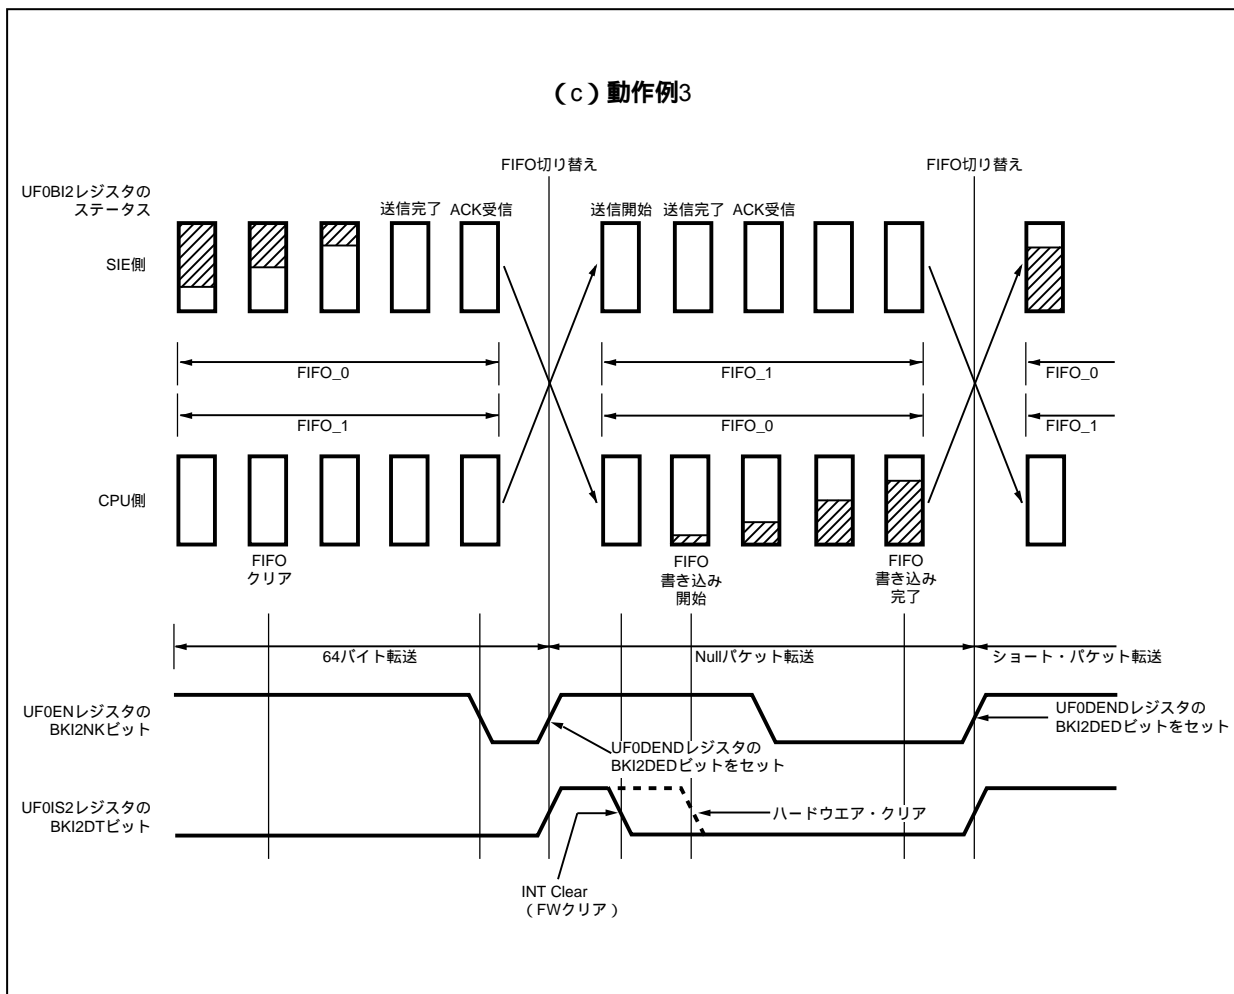 （c）動作例3
FIFO切り替え
FIFO切り替え
UF0BI2レジスタの
ステータス
送信完了
ACK受信
送信開始
送信完了
ACK受信
SIE側
FIFO_0
FIFO_1
FIFO_0
FIFO_1
FIFO_0
FIFO_1
CPU側
FIFO
クリア
FIFO
書き込み
開始
FIFO
書き込み
完了
64バイト転送
Nullパケット転送
ショート・パケット転送
UF0ENレジスタの
BKI2NKビット
UF0DENDレジスタの
BKI2DEDビットをセット
UF0DENDレジスタの
BKI2DEDビットをセット
UF0IS2レジスタの
BKI2DTビット
ハードウエア・クリア
INT Clear
（FWクリア）